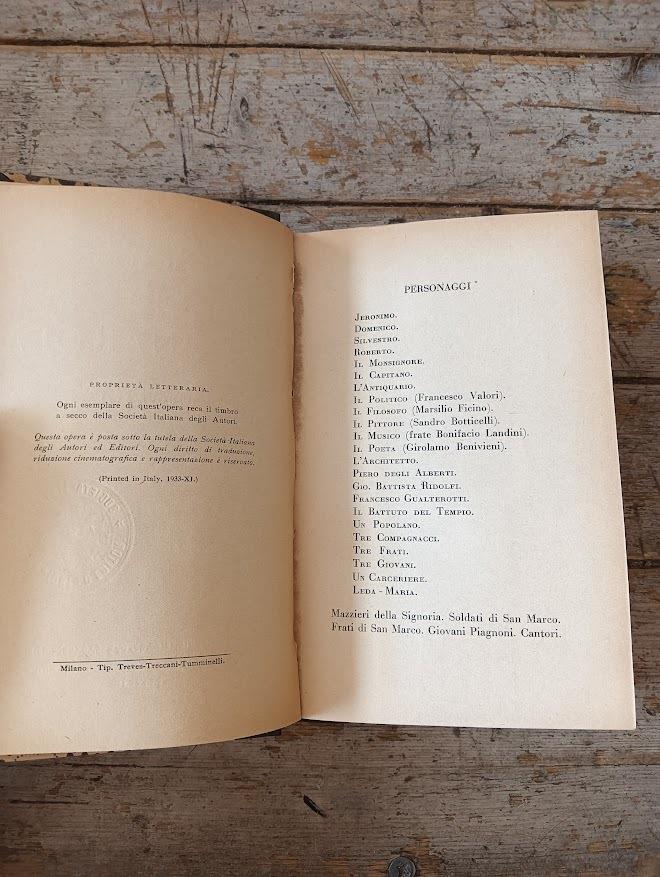 PROPRIETÀ LETTERARIA.
Ogni esemplare di quest'opera reca il timbro
a secco della Società Italiana degli Autori.
Questa opera è posta sotto la tutela della Società Italiana
degli Autori ed Editori. Ogni diritto di traduzione,
riduzione cinematografica e rappresentazione è riservato.
(Printed in Italy, 1933-XI.)
Milano - Tip. Treves-Treccani-Tumminelli.
PERSONAGGI
JERONIMO.
DOMENICO.
SILVESTRO.
ROBERTO.
IL MONSIGNORE.
IL CAPITANO.
L'ANTIQUARIO.
IL POLITICO (Francesco Valori).
IL FILOSOFO (Marsilio Ficino).
IL PITTORE (Sandro Botticelli).
IL MUSICO (frate Bonifacio Landini).
IL POETA (Girolamo Benivieni).
L'ARCHITETTO.
PIERO DEGLI ALBERTI.
GIO. BATTISTA RIDOLFI.
FRANCESCO GUALTEROTTI.
IL BATTUTO DEL TEMPIO.
UN POPOLANO.
TRE COMPAGNACCI.
TRE FRATI.
TRE GIOVANI.
UN CARCERIERE.
LEDA - MARIA.
Mazzieri della Signoria. Soldati di San Marco.
Frati di San Marco. Giovani Piagnoni. Cantori.